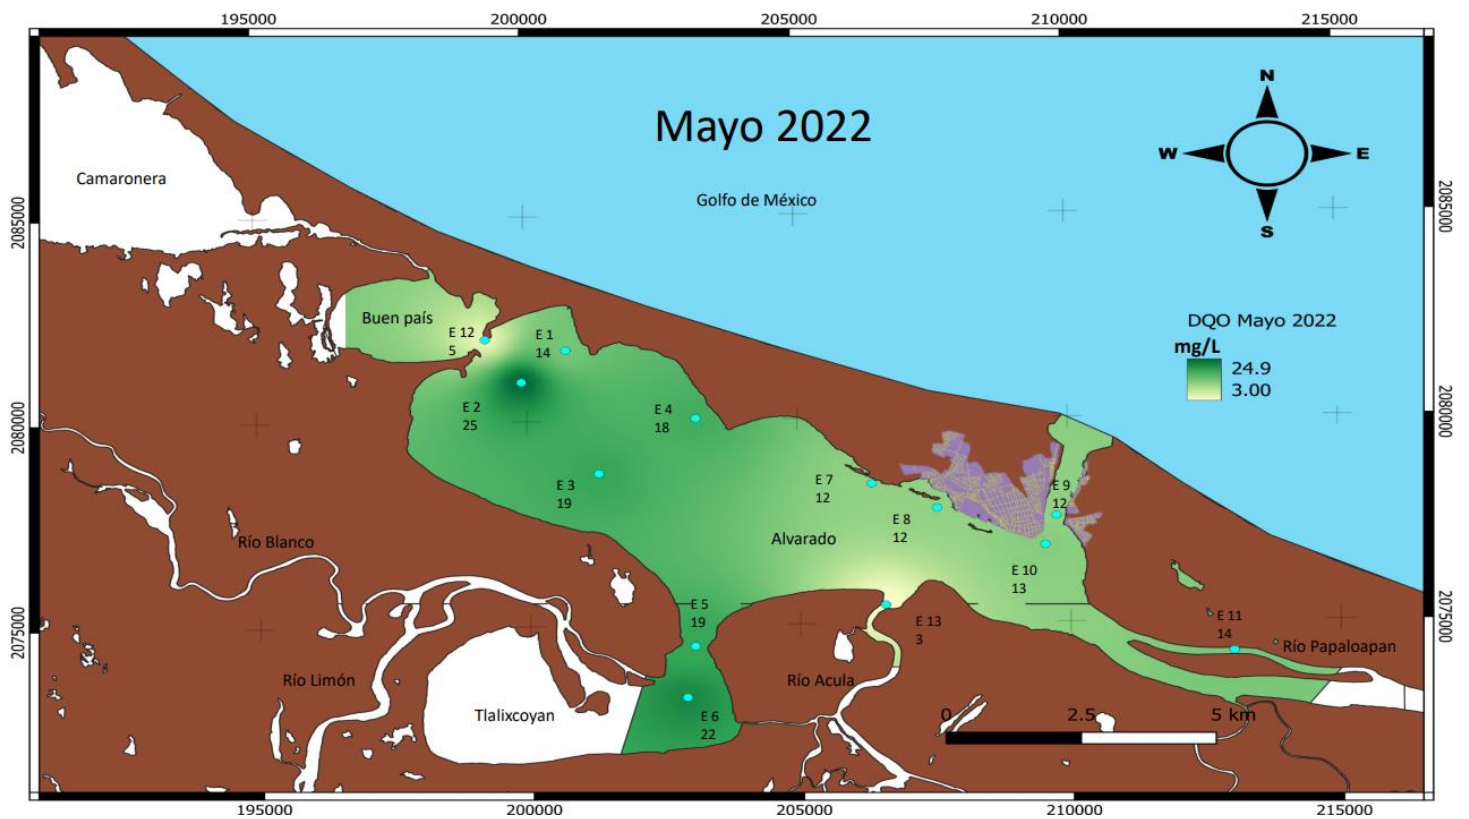 195000
200000
205000
210000
215000
Mayo 2022
N
W
E
S
Camaronera
Golfo de México
2085000
2085000
DQO Mayo 2022
mg/L
24.9
3.00
Buen país
E 12
5
E 1
14
E 2
25
E 4
18
2080000
2080000
E 3
19
E 7
12
E 8
12
E 9
12
Río Blanco
Alvarado
E 10
13
E 5
19
E 13
3
E 11
14
2075000
2075000
Río Papaloapan
Río Limón
Río Acula
Tlalixcoyan
E 6
22
0
2.5
5 km
195000
200000
205000
210000
215000